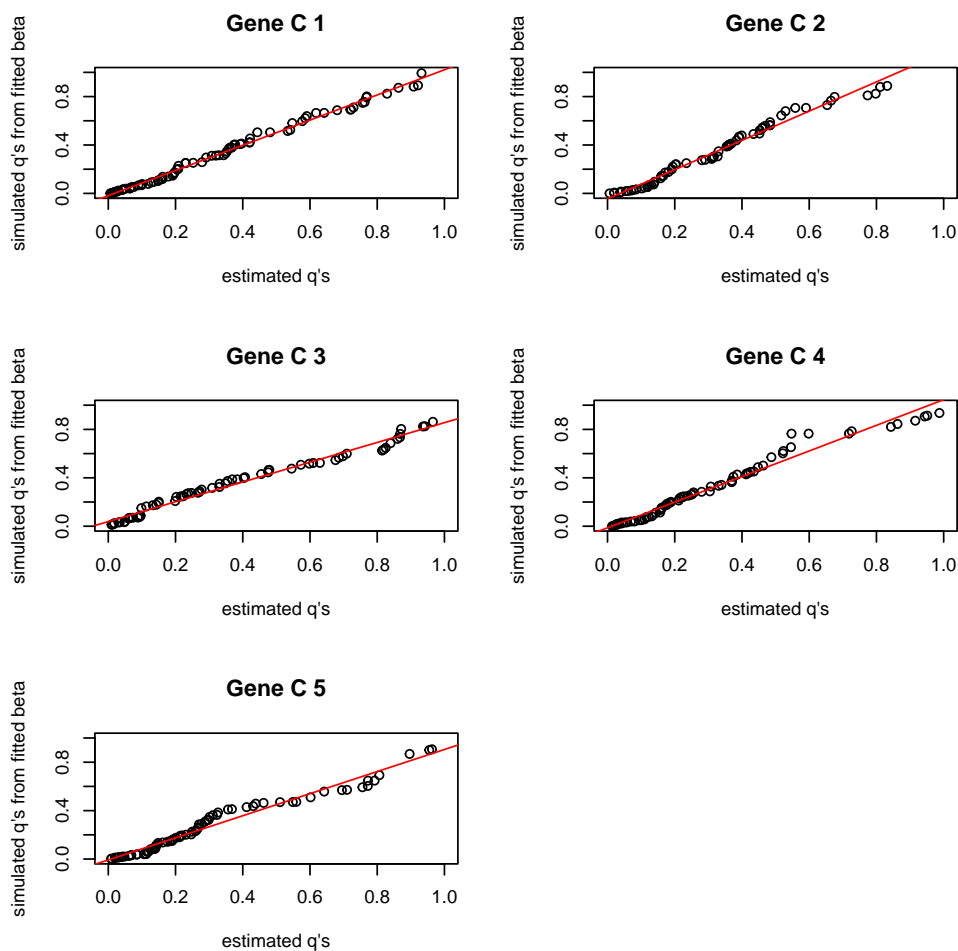 Gene C 1
simulated q's from fitted beta
0.0 0.4 0.8
0.0 0.2 0.4 0.6 0.8 1.0
estimated q's
Gene C 2
simulated q's from fitted beta
0.0 0.4 0.8
0.0 0.2 0.4 0.6 0.8 1.0
estimated q's
Gene C 3
simulated q's from fitted beta
0.0 0.4 0.8
0.0 0.2 0.4 0.6 0.8 1.0
estimated q's
Gene C 4
simulated q's from fitted beta
0.0 0.4 0.8
0.0 0.2 0.4 0.6 0.8 1.0
estimated q's
Gene C 5
simulated q's from fitted beta
0.0 0.4 0.8
0.0 0.2 0.4 0.6 0.8 1.0
estimated q's